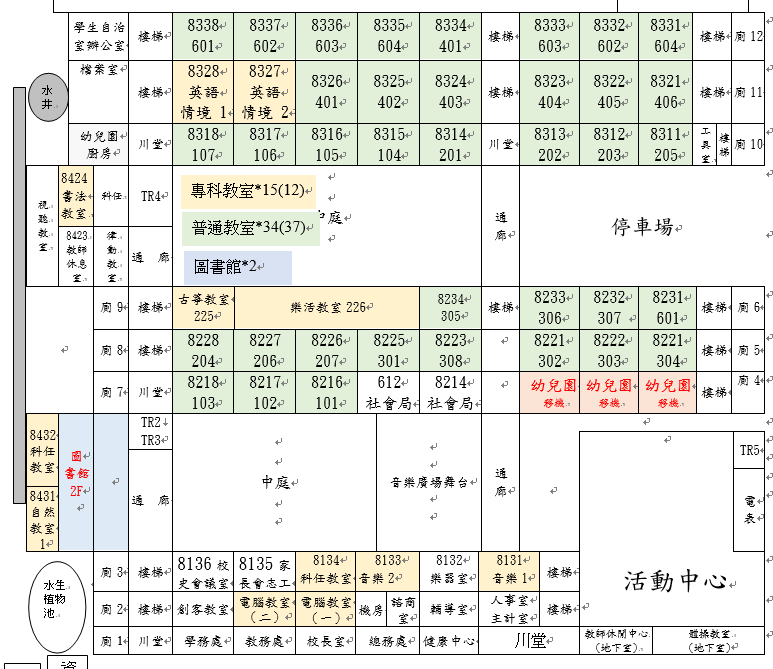 學生自治
室辦公室
樓梯
8338
601
8337
602
8336
603
8335
604
8334
401
樓梯
8333
603
8332
602
8331
604
樓梯
廁 12
水
井
檔案室
樓梯
8328
英語
情境 1
8327
英語
情境 2
8326
401
8325
402
8324
403
樓梯
8323
404
8322
405
8321
406
樓梯
廁 11
幼兒園
廚房
川堂
8318
107
8317
106
8316
105
8315
104
8314
201
川堂
8313
202
8312
203
8311
205
工
具
室
樓
梯
廁 10
視
聽
教
室
8424
書法
教室
科任
TR4
8423
教師
休息
室
律
動
教
室
通 廊
專科教室*15(12)
中庭
普通教室*34(37)
圖書館*2
通
廊
停車場
廁 9
樓梯
古箏教室
225
樂活教室 226
8234
305
樓梯
8233
306
8232
307
8231
601
樓梯
廁 6
廁 8
樓梯
8228
204
8227
206
8226
207
8225
301
8223
308
樓梯
8221
302
8222
303
8221
304
樓梯
廁 5
廁 7
川堂
8218
103
8217
102
8216
101
612
社會局
8214
社會局
幼兒園
移機
幼兒園
移機
幼兒園
移機
樓梯
廁 4
8432
科任
教室
8431
自然
教室
1
圖
書館
2F
TR2
TR3
通 廊
中庭
音樂廣場舞台
通
廊
TR5
電
表
活動中心
水生
植物
池
廁 3
樓梯
8136 校
史會議室
8135 家
長會志工
8134
科任教室
8133
音樂 2
8132
樂器室
8131
音樂 1
樓梯
廁 2
樓梯
創客教室
電腦教室
(二)
電腦教室
(一)
機房
諮商
室
輔導室
人事室
主計室
樓梯
廁 1
川堂
學務處
教務處
校長室
總務處
健康中心
川堂
教師休閒中心
(地下室)
體操教室
(地下室)
資